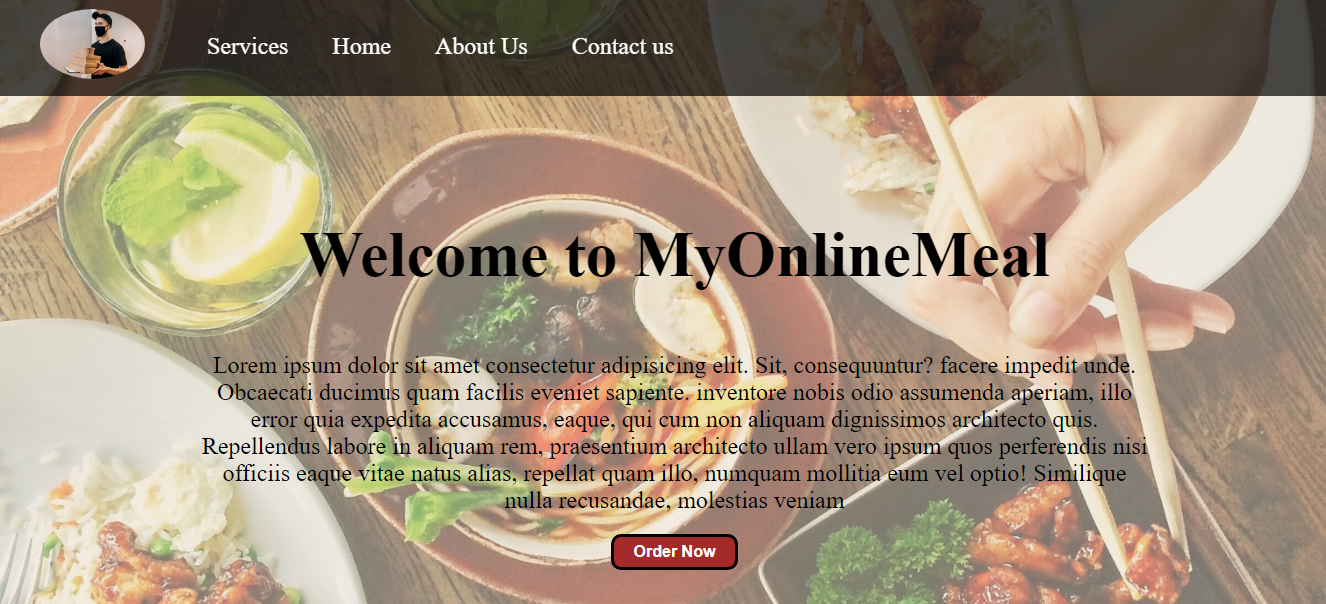 Services Home About Us Contact us
Welcome to MyOnlineMeal
Lorem ipsum dolor sit amet consectetur adipisicing elit. Sit, consequuntur? facere impedit unde.
Obcaecati ducimus quam facilis eveniet sapiente. inventore nobis odio assumenda aperiam, illo
error quia expedita accusamus, eaque, qui cum non aliquam dignissimos architecto quis.
Repellendus labore in aliquam rem, praesentium architecto ullam vero ipsum quos perferendis nisi
officiis eaque vitae natus alias, repellat quam illo, numquam mollitia eum vel optio! Similique
nulla recusandae, molestias veniam
Order Now